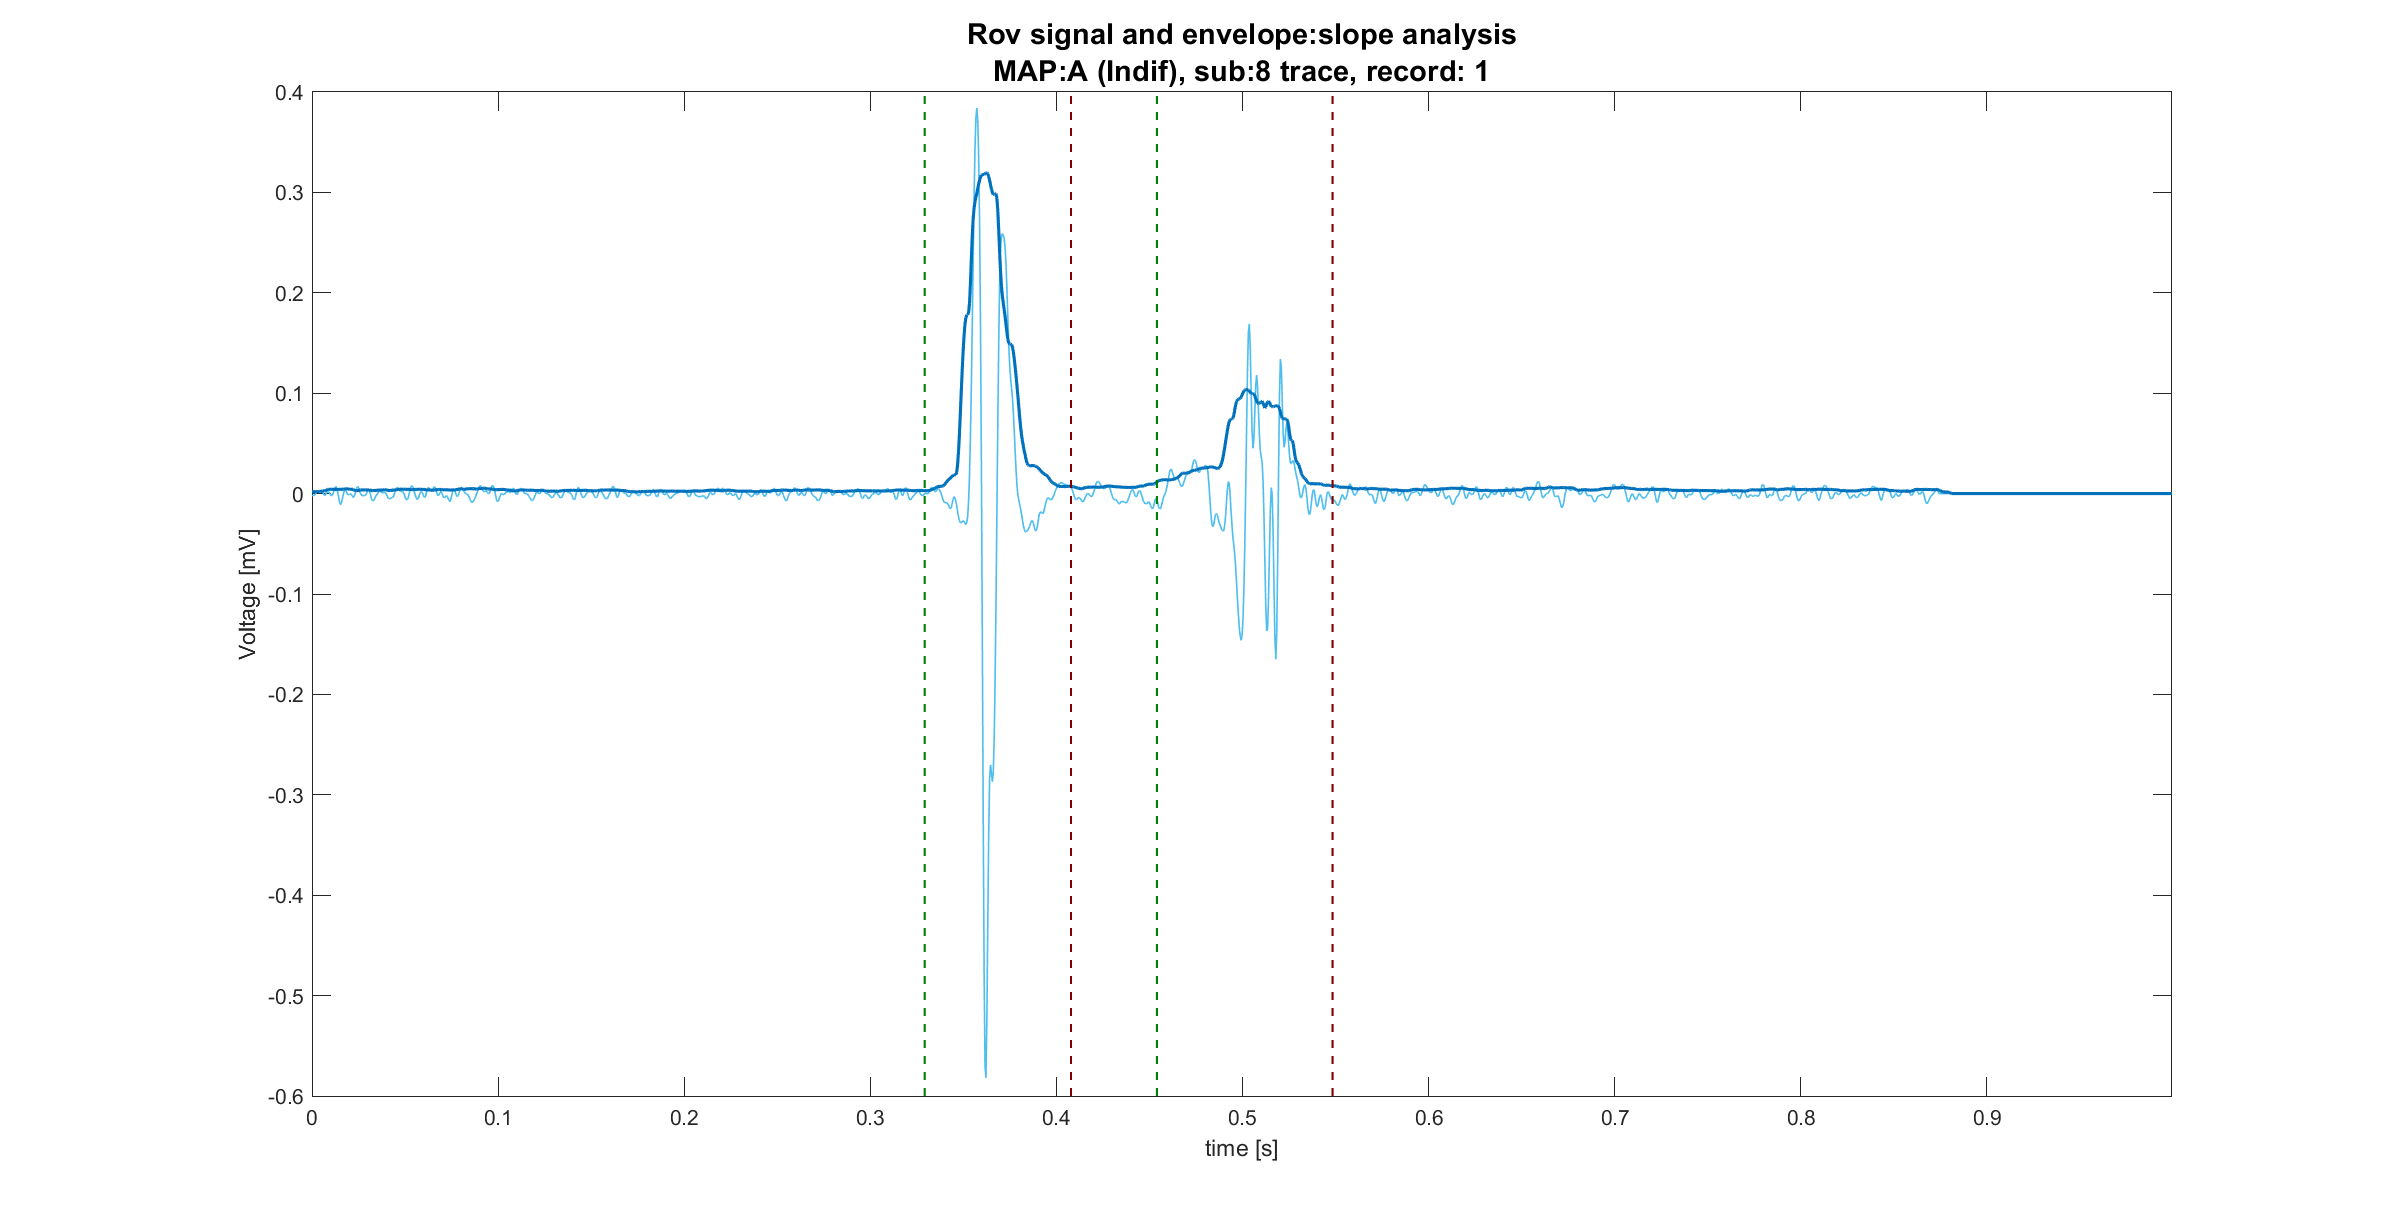 Rov signal and envelope:slope analysis
MAP:A (Indif), sub:8 trace, record: 1
0.4
0.3
0.2
0.1
0
-0.1
-0.2
-0.3
-0.4
-0.5
-0.6
Voltage [mV]
0 0.1 0.2 0.3 0.4 0.5 0.6 0.7 0.8 0.9
time [s]